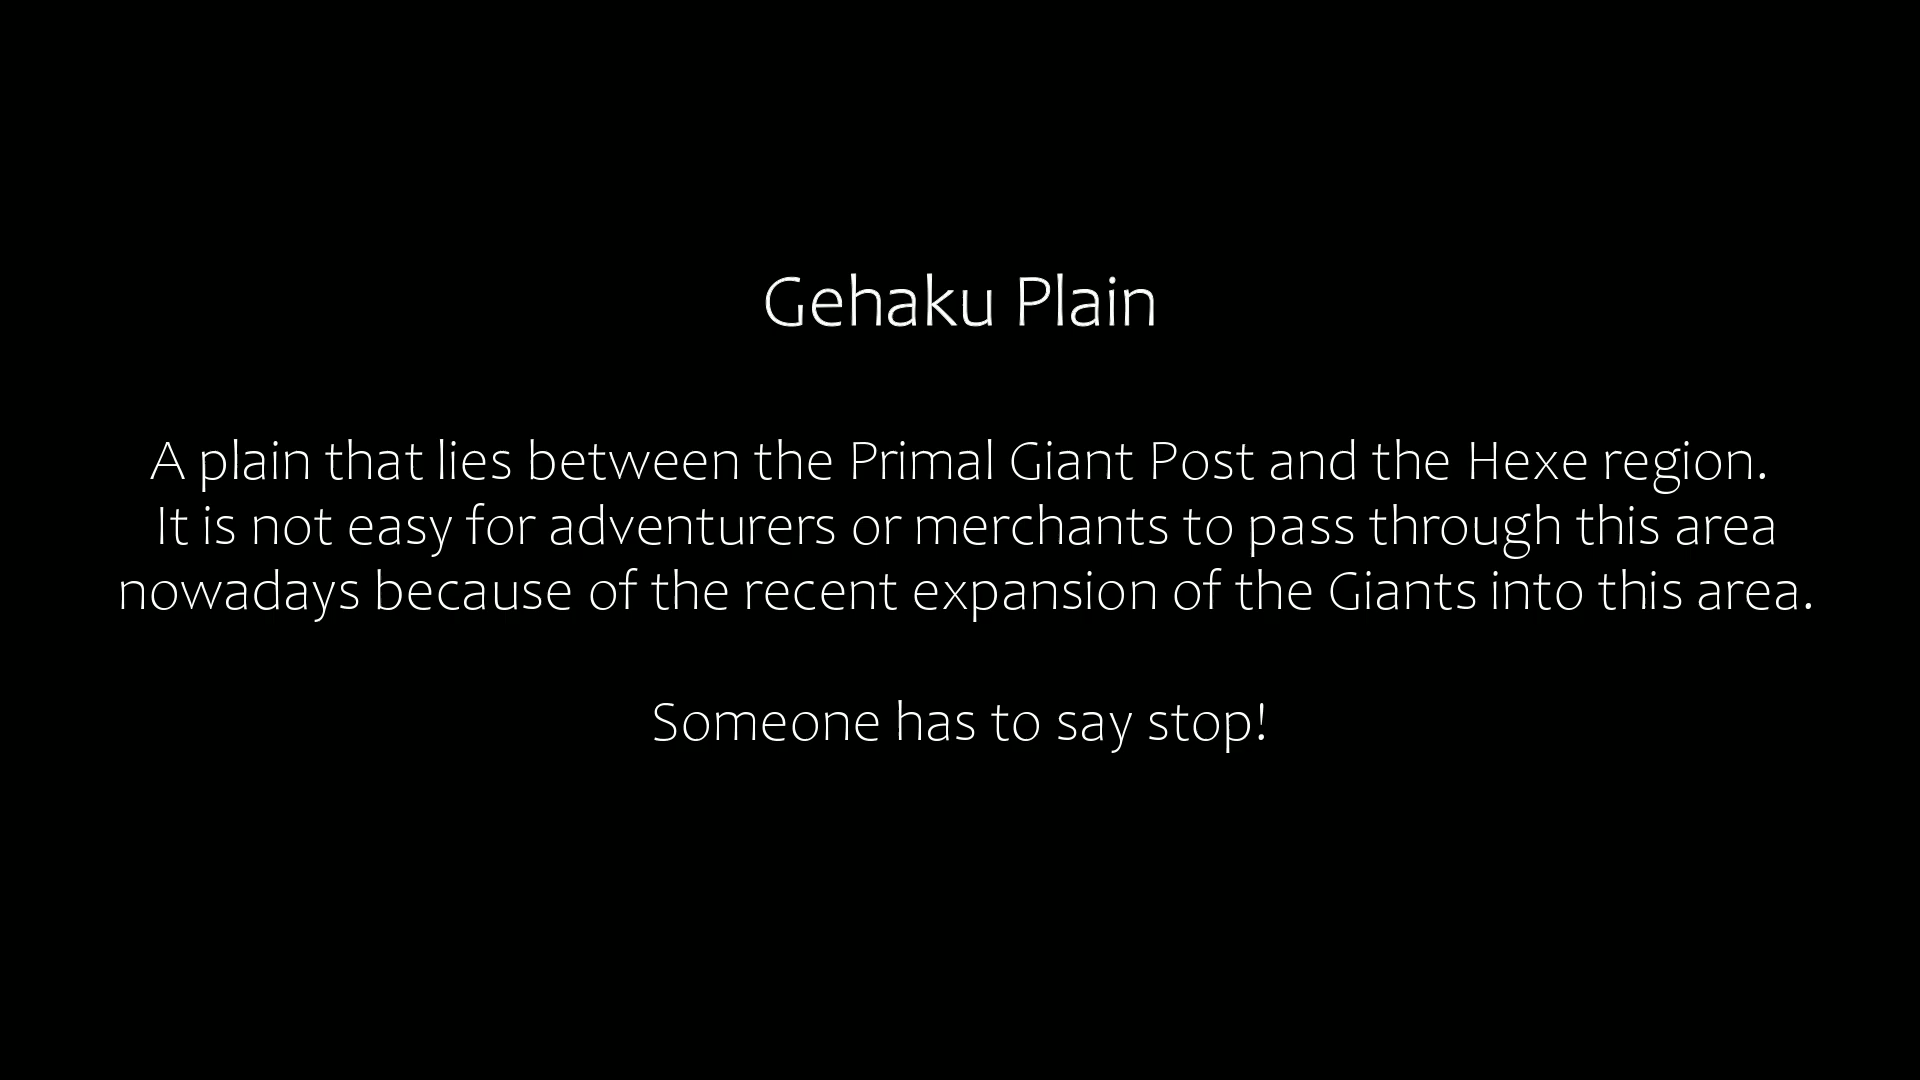 Gehaku Plain
A plain that lies between the Primal Giant Post and the Hexe region.
It is not easy for adventurers or merchants to pass through this area
nowadays because of the recent expansion of the Giants into this area.
Someone has to say stop!